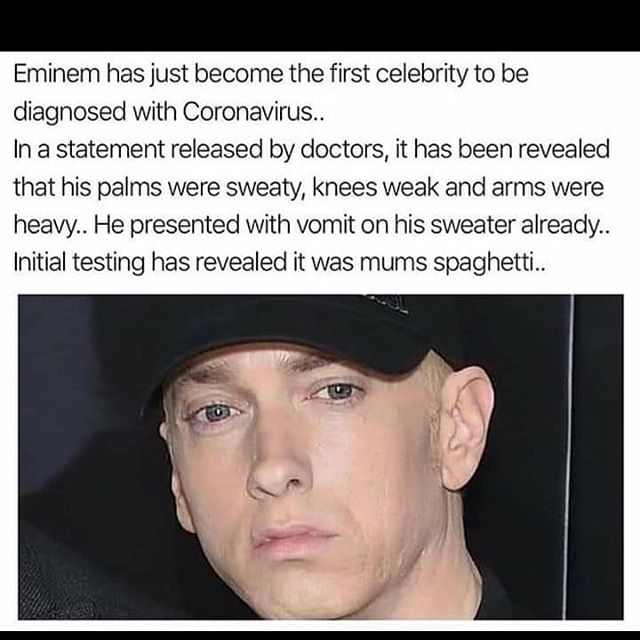 Eminem has just become the first celebrity to be
diagnosed with Coronavirus..
In a statement released by doctors, it has been revealed
that his palms were sweaty, knees weak and arms were
heavy.. He presented with vomit on his sweater already..
Initial testing has revealed it was mums spaghetti..